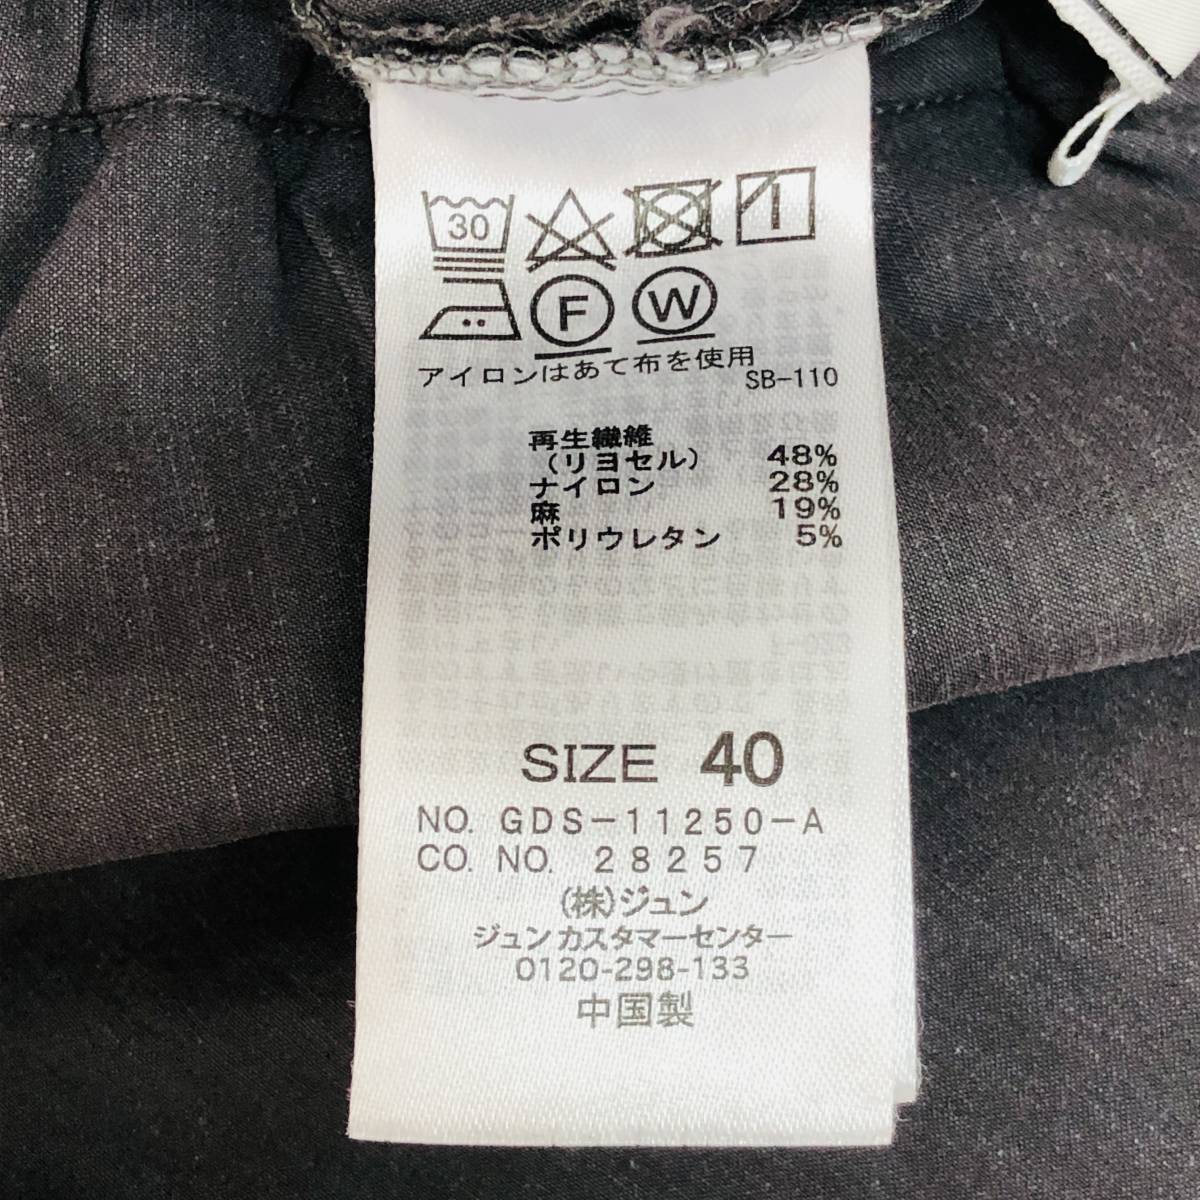 30
F W
アイロンはあて布を使用
SB-110
再生繊維
(リヨセル) 48%
ナイロン 28%
麻 19%
ポリウレタン 5%
SIZE 40
NO. GDS-11250-A
CO. NO. 28257
(株)ジュン
ジュンカスタマーセンター
0120-298-133
中国製